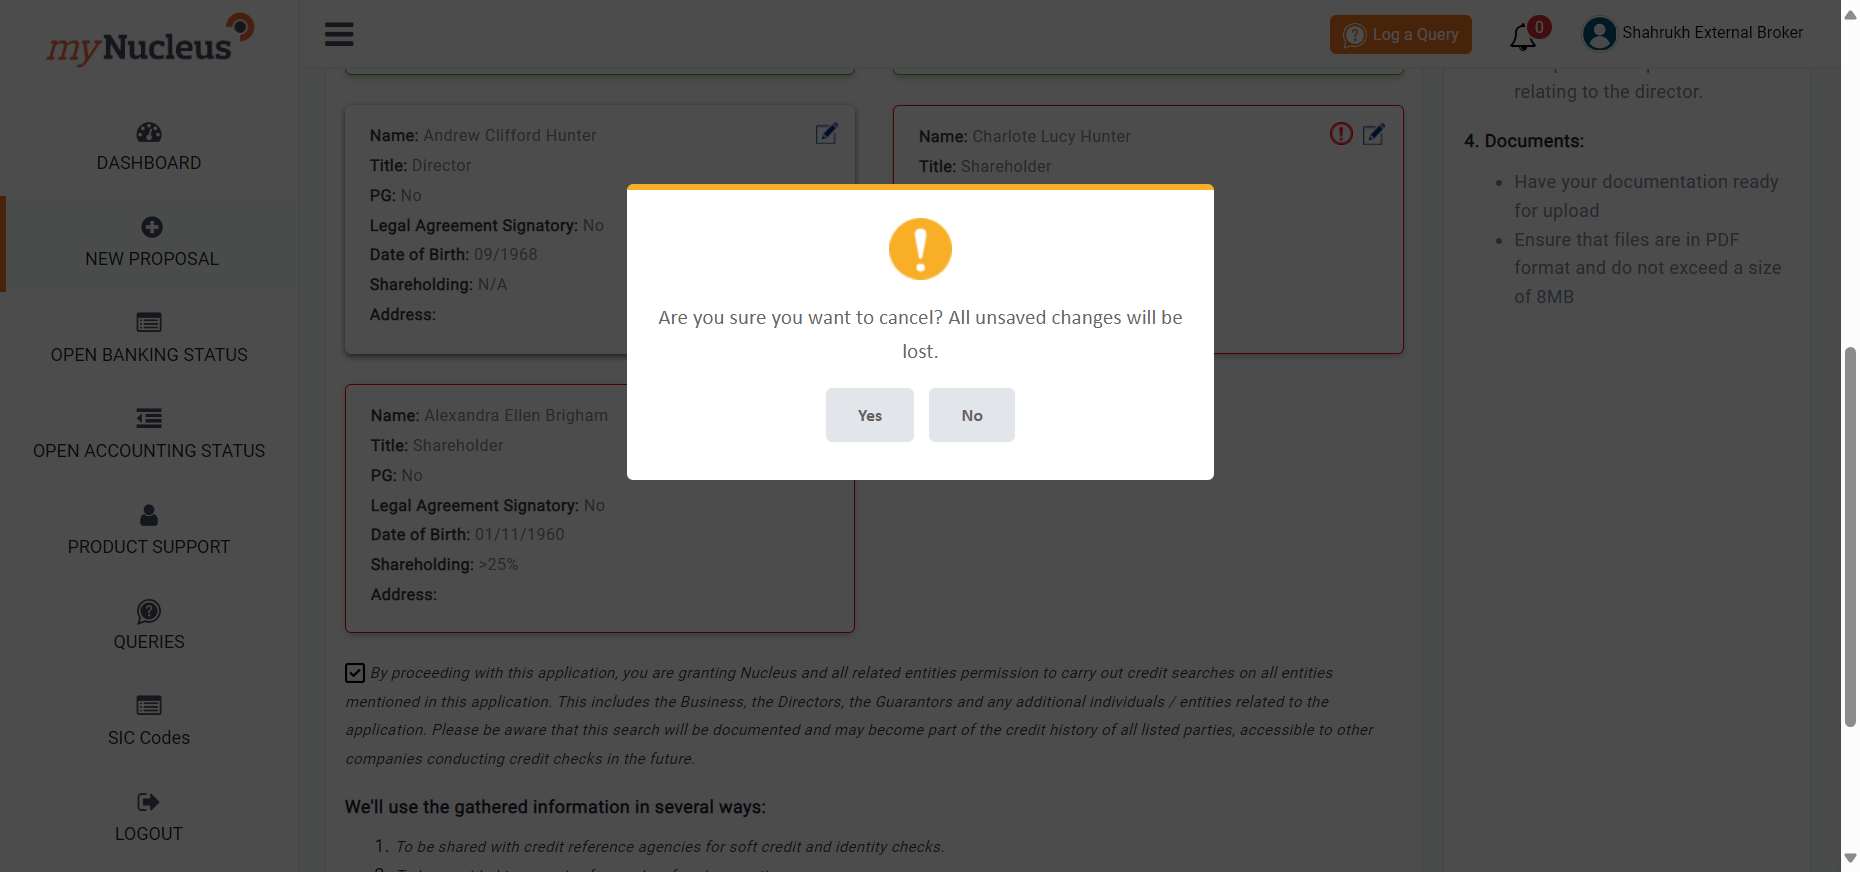 myNucleus
Log a Query
0
Shahrukh External Broker
DASHBOARD
NEW PROPOSAL
OPEN BANKING STATUS
OPEN ACCOUNTING STATUS
PRODUCT SUPPORT
QUERIES
SIC Codes
LOGOUT
Name: Andrew Clifford Hunter
Title: Director
PG: No
Legal Agreement Signatory: No
Date of Birth: 09/1968
Shareholding: N/A
Address:
Name: Charlote Lucy Hunter
Title: Shareholder
Are you sure you want to cancel? All unsaved changes will be
lost.
Yes
No
Name: Alexandra Ellen Brigham
Title: Shareholder
PG: No
Legal Agreement Signatory: No
Date of Birth: 01/11/1960
Shareholding: >25%
Address:
By proceeding with this application, you are granting Nucleus and all related entities permission to carry out credit searches on all entities
mentioned in this application. This includes the Business, the Directors, the Guarantors and any additional individuals / entities related to the
application. Please be aware that this search will be documented and may become part of the credit history of all listed parties, accessible to other
companies conducting credit checks in the future.
We'll use the gathered information in several ways:
1. To be shared with credit reference agencies for soft credit and identity checks.
relating to the director.
4. Documents:
• Have your documentation ready
for upload
• Ensure that files are in PDF
format and do not exceed a size
of 8MB